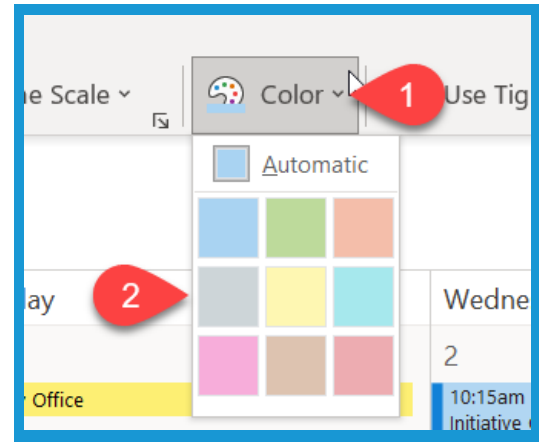 ne Scale
Color
1
Use Tig
Automatic
2
lay
Wedne
2
Office
10:15am
Initiative